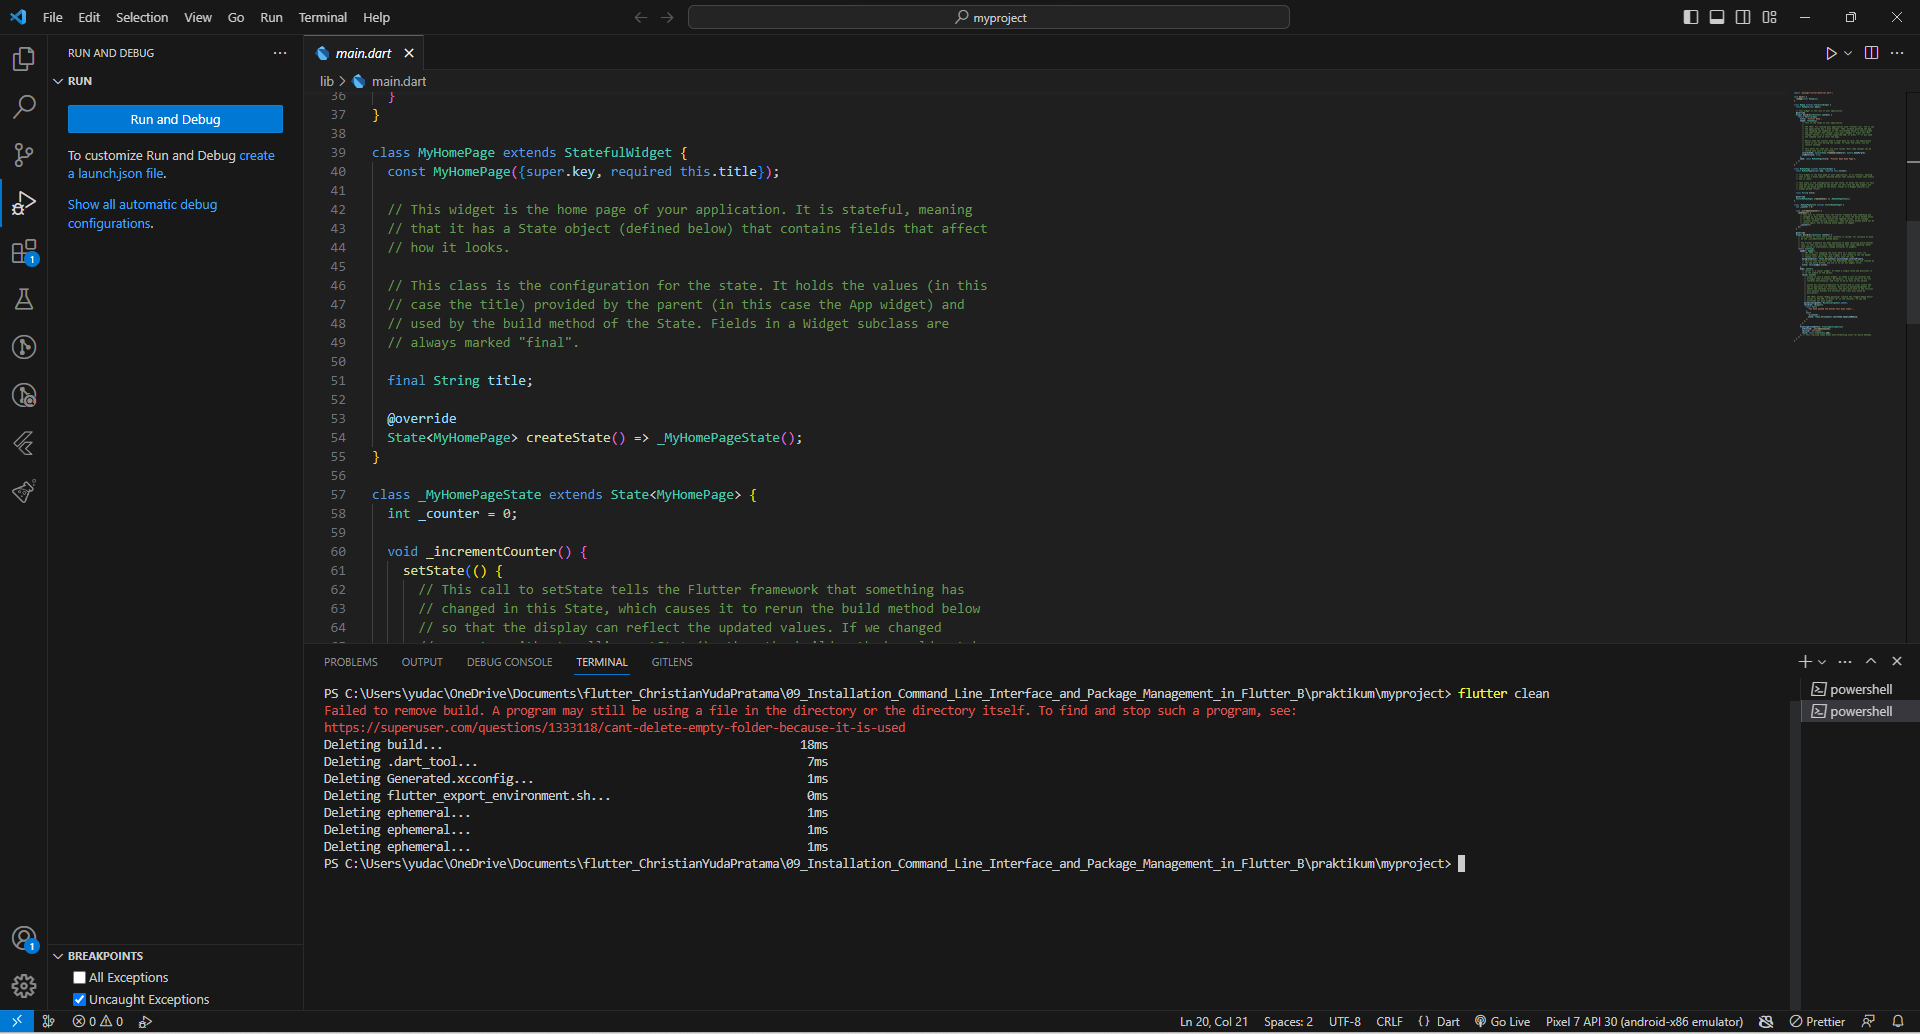 File Edit Selection View Go Run Terminal Help
myproject
RUN AND DEBUG
RUN
Run and Debug
To customize Run and Debug create
a launch.json file.
Show all automatic debug
configurations.
1
1
BREAKPOINTS
All Exceptions
Uncaught Exceptions
main.dart
lib > main.dart
36 }
37 }
38
39 class MyHomePage extends StatefulWidget {
40 const MyHomePage({super.key, required this.title});
41
42 // This widget is the home page of your application. It is stateful, meaning
43 // that it has a State object (defined below) that contains fields that affect
44 // how it looks.
45
46 // This class is the configuration for the state. It holds the values (in this
47 // case the title) provided by the parent (in this case the App widget) and
48 // used by the build method of the State. Fields in a Widget subclass are
49 // always marked "final".
50
51 final String title;
52
53 @override
54 State<MyHomePage> createState() => _MyHomePageState();
55 }
56
57 class _MyHomePageState extends State<MyHomePage> {
58 int _counter = 0;
59
60 void _incrementCounter() {
61 setState(() {
62 // This call to setState tells the Flutter framework that something has
63 // changed in this State, which causes it to rerun the build method below
64 // so that the display can reflect the updated values. If we changed
PROBLEMS OUTPUT DEBUG CONSOLE TERMINAL GITLENS
PS C:\Users\yudac\OneDrive\Documents\flutter_ChristianYudaPratama\09_Installation_Command_Line_Interface_and_Package_Management_in_Flutter_B\praktikum\myproject> flutter clean
Failed to remove build. A program may still be using a file in the directory or the directory itself. To find and stop such a program, see:
https://superuser.com/questions/1333118/cant-delete-empty-folder-because-it-is-used
Deleting build... 18ms
Deleting .dart_tool... 7ms
Deleting Generated.xcconfig... 1ms
Deleting flutter_export_environment.sh... 0ms
Deleting ephemeral... 1ms
Deleting ephemeral... 1ms
Deleting ephemeral... 1ms
PS C:\Users\yudac\OneDrive\Documents\flutter_ChristianYudaPratama\09_Installation_Command_Line_Interface_and_Package_Management_in_Flutter_B\praktikum\myproject>
powershell
powershell
0 0
Ln 20, Col 21 Spaces: 2 UTF-8 CRLF {} Dart Go Live Pixel 7 API 30 (android-x86 emulator) Prettier